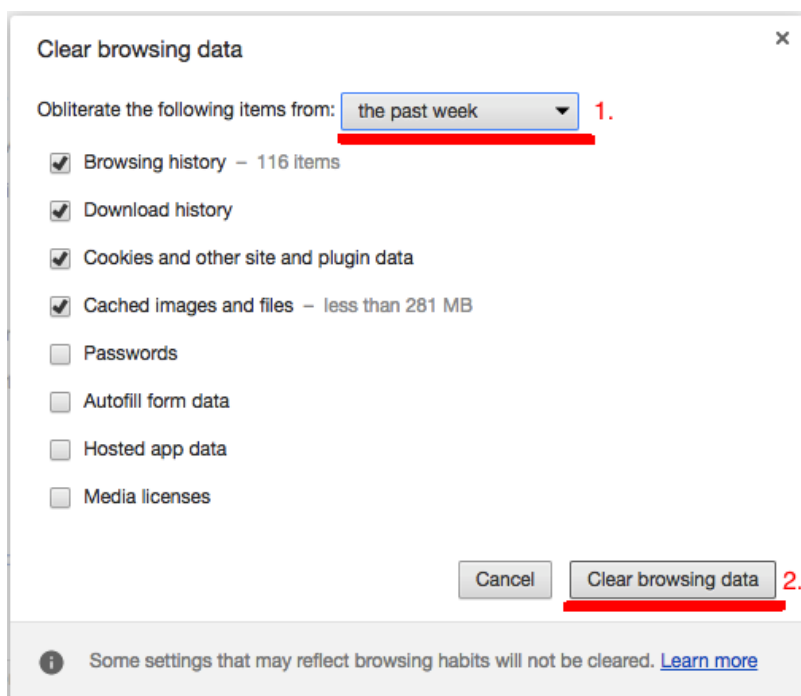 Clear browsing data
Obliterate the following items from: the past week 1.
Browsing history – 116 items
Download history
Cookies and other site and plugin data
Cached images and files – less than 281 MB
Passwords
Autofill form data
Hosted app data
Media licenses
Cancel Clear browsing data 2.
Some settings that may reflect browsing habits will not be cleared. Learn more